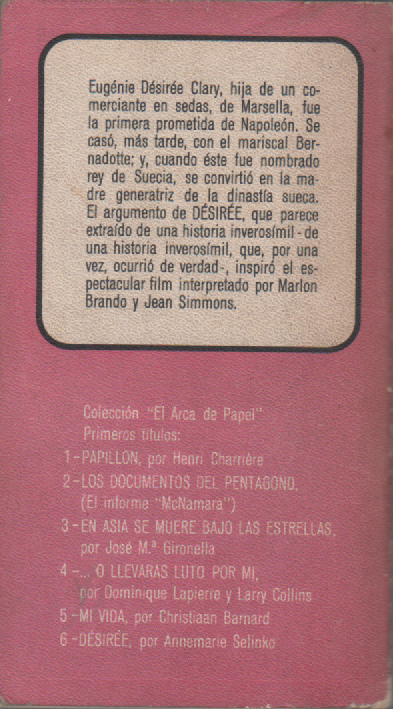 Eugénie Désirée Clary, hija de un co-
merciante en sedas, de Marsella, fue
la primera prometida de Napoleón. Se
casó, más tarde, con el mariscal Ber-
nadotte; y, cuando éste fue nombrado
rey de Suecia, se convirtió en la ma-
dre generatriz de la dinastía sueca.
El argumento de DÉSIRÉE, que parece
extraído de una historia inverosímil - de
una historia inverosímil, que, por una
vez, ocurrió de verdad-, inspiró el es-
pectacular film interpretado por Marlon
Brando y Jean Simmons.
Colección "El Arca de Papel"
Primeros títulos:
1-PAPILLON, por Henri Charrière
2-LOS DOCUMENTOS DEL PENTAGONO,
(El informe "McNamara")
3-EN ASIA SE MUERE BAJO LAS ESTRELLAS,
por José M.ª Gironella
4-... O LLEVARAS LUTO POR MI,
por Dominique Lapierre y Larry Collins
5-MI VIDA, por Christiaan Barnard
6-DÉSIRÉE, por Annemarie Selinko